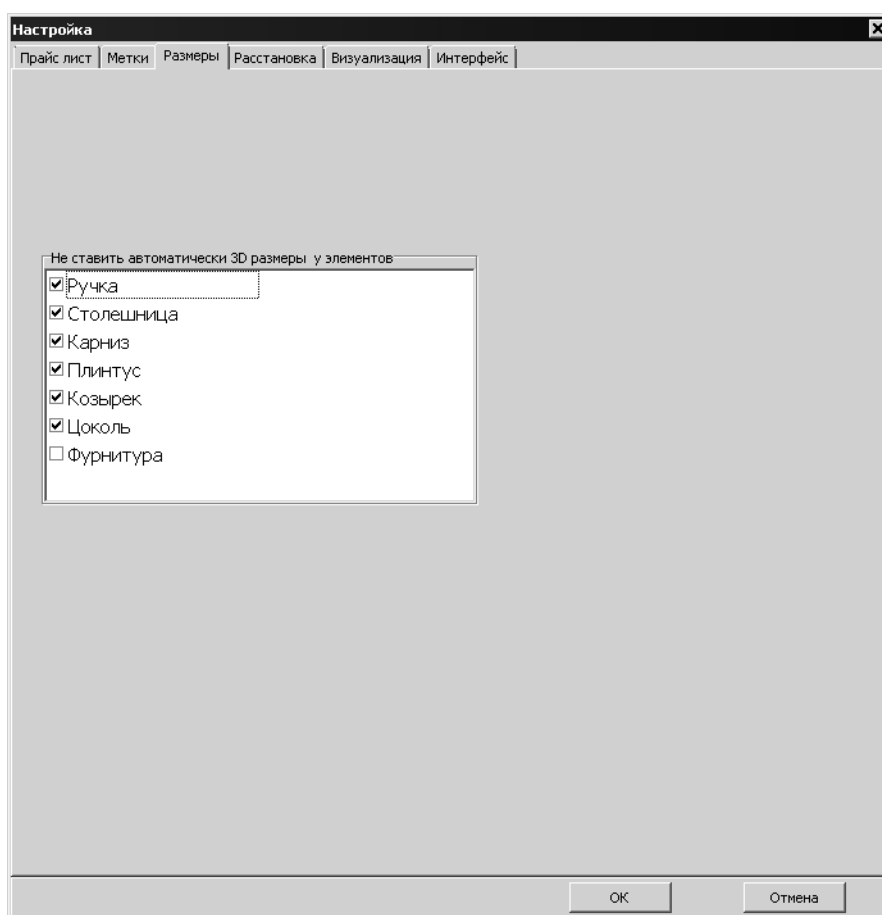 Настройка
Прайс лист Метки Размеры Расстановка Визуализация Интерфейс
Не ставить автоматически 3D размеры у элементов
Ручка
Столешница
Карниз
Плинтус
Козырек
Цоколь
Фурнитура
OK Отмена